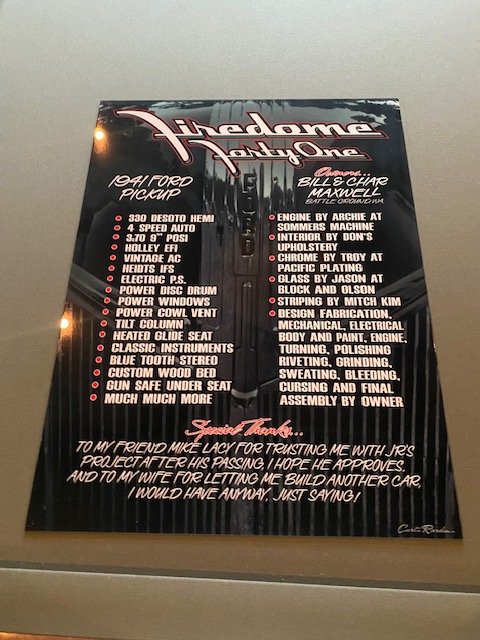 Firedome
FortyOne
1941 FORD
PICKUP
330 DESOTO HEMI
4 SPEED AUTO
3.70 9" POSI
HOLLEY EFI
VINTAGE AC
HEIDTS IFS
ELECTRIC P.S.
POWER DISC DRUM
POWER WINDOWS
POWER COWL VENT
TILT COLUMN
HEATED GLIDE SEAT
CLASSIC INSTRUMENTS
BLUE TOOTH STEREO
CUSTOM WOOD BED
GUN SAFE UNDER SEAT
MUCH MUCH MORE
FORD
Owners...
BILL & CHAR
MAXWELL
BATTLE GROUND WA.
ENGINE BY ARCHIE AT
SOMMERS MACHINE
INTERIOR BY DON'S
UPHOLSTERY
CHROME BY TROY AT
PACIFIC PLATING
GLASS BY JASON AT
BLOCK AND OLSON
STRIPING BY MITCH KIM
DESIGN FABRICATION,
MECHANICAL, ELECTRICAL
BODY AND PAINT, ENGINE,
TURNING, POLISHING
RIVETING, GRINDING,
SWEATING, BLEEDING,
CURSING AND FINAL
ASSEMBLY BY OWNER
Special Thanks...
TO MY FRIEND MIKE LACY FOR TRUSTING ME WITH JR'S
PROJECT AFTER HIS PASSING, I HOPE HE APPROVES.
AND TO MY WIFE FOR LETTING ME BUILD ANOTHER CAR,
I WOULD HAVE ANYWAY, JUST SAYING!